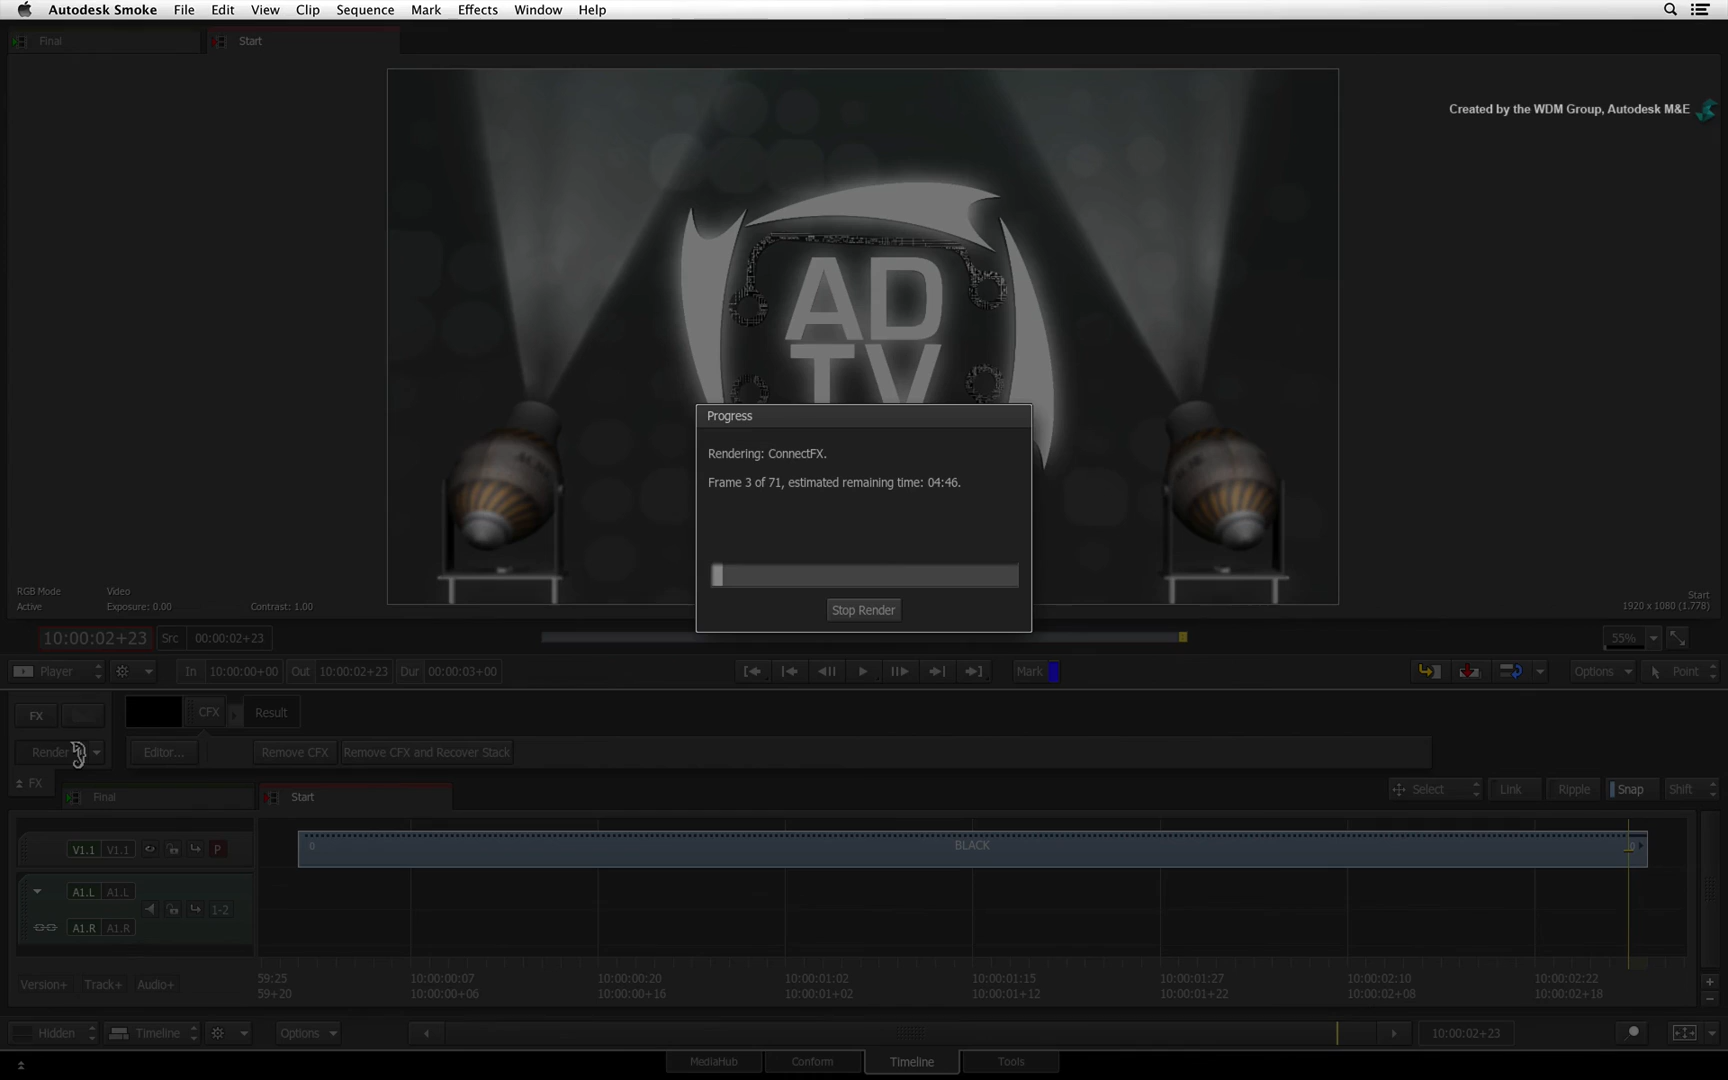 Autodesk Smoke File Edit View Clip Sequence Mark Effects Window Help
Final Start
Created by the WDM Group, Autodesk M&E
AD
TV
Progress
Rendering: ConnectFX.
Frame 3 of 71, estimated remaining time: 04:46.
Stop Render
RGB Mode Video
Active Exposure: 0.00 Contrast: 1.00
Start
1920 x 1080 (1.778)
10:00:02+23 Src 00:00:02+23 55%
Player In 10:00:00+00 Out 10:00:02+23 Dur 00:00:03+00 Mark Options Point
FX CFX Result
Render Editor... Remove CFX Remove CFX and Recover Stack
FX
Final Start Select Link Ripple Snap Shift
V1.1 V1.1 P 0 BLACK 0
A1.L A1.L
1-2
A1.R A1.R
59:25 10:00:00:07 10:00:00:20 10:00:01:02 10:00:01:15 10:00:01:27 10:00:02:10 10:00:02:22
59+20 10:00:00+06 10:00:00+16 10:00:01+02 10:00:01+12 10:00:01+22 10:00:02+08 10:00:02+18
Version+ Track+ Audio+
Hidden Timeline Options 10:00:02+23
MediaHub Conform Timeline Tools